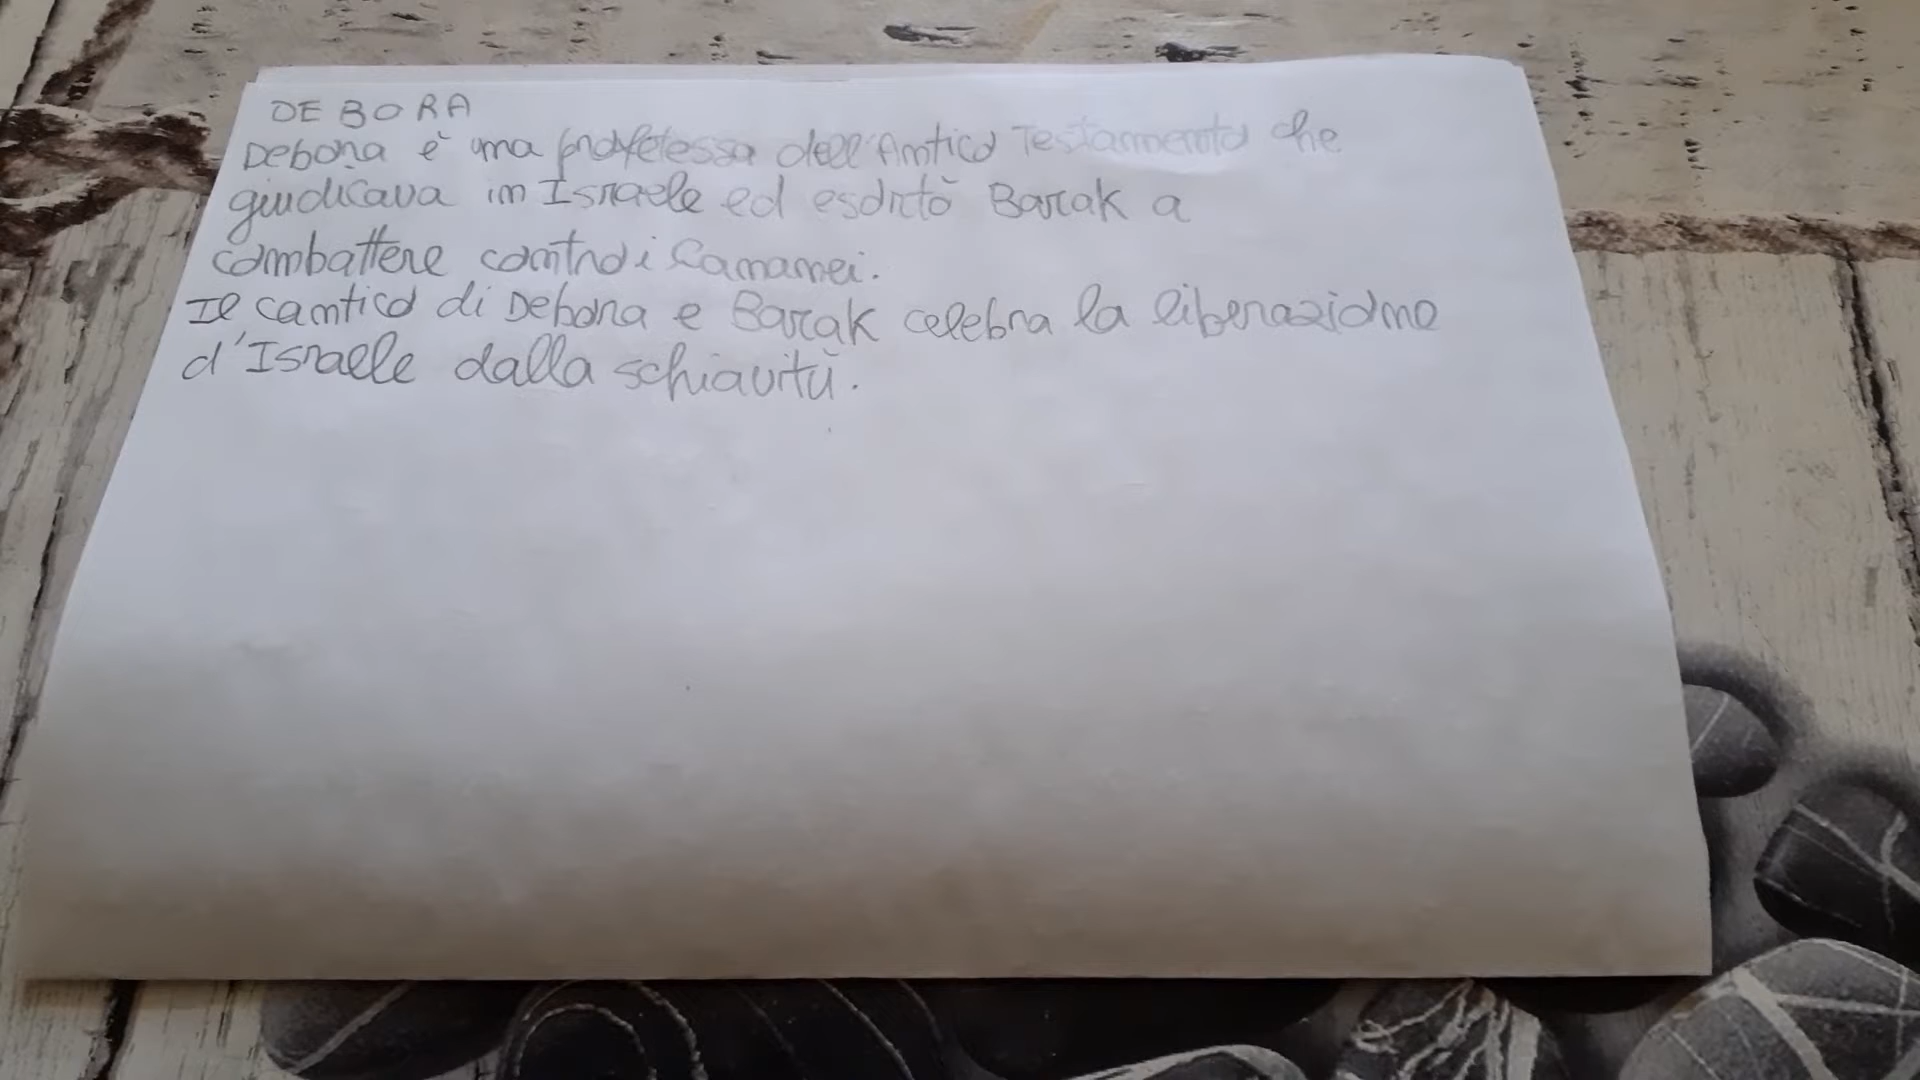 DEBORA
Debora è una profetessa dell'Antico Testamento che
giudicava in Israele ed esortò Barak a
combattere contro i Cananei.
Il cantico di Debora e Barak celebra la liberazione
d'Israele dalla schiavitù.